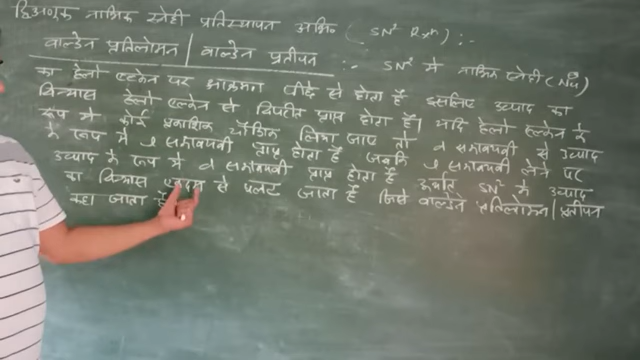 द्विअणुक नाभिक स्नेही प्रतिस्थापन अभि० ( SN² Rxⁿ ) :-
वाल्डेन प्रतिलोमन / वाल्डेन प्रतीपन :- SN² में नाभिक स्नेही (Nu)
का हैलो एल्केन पर आक्रमण पीछे से होता है इसलिए उत्पाद का
विन्यास हेलो एल्केन से विपरीत प्राप्त होता है। यदि हेलो एल्केन के
रूप में कोई प्रकाशिक यौगिक लिया जाए तो d समावयवी से उत्पाद
के रूप में l समावयवी प्राप्त होता है जबकि l समावयवी लेने पर
उत्पाद के रूप में d समावयवी प्राप्त होता है अर्थात SN² में उत्पाद
का विन्यास से पलट जाता है जिसे वाल्डेन प्रतिलोमन / प्रतीपन
कहा जाता है